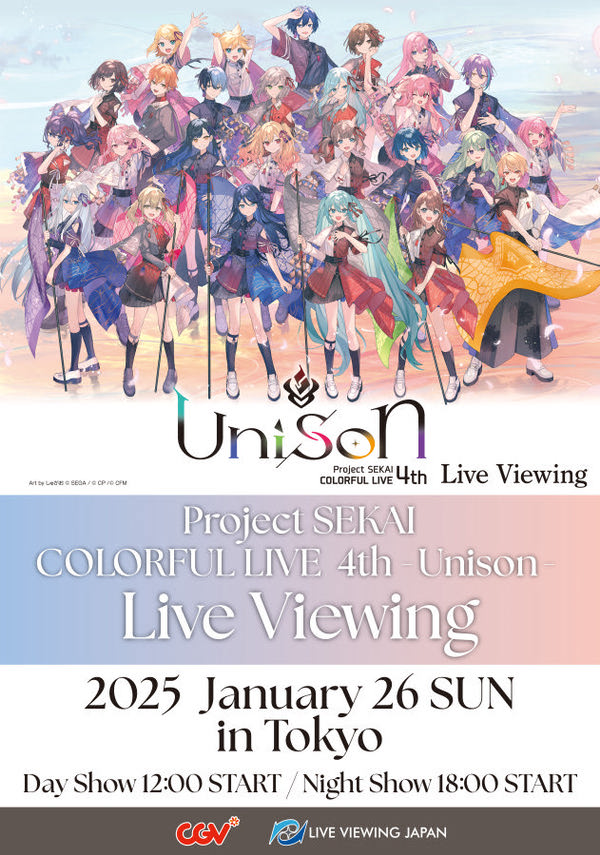 UniSoN
Project SEKAI
COLORFUL LIVE 4th
Live Viewing
© SEGA / © CP / © CFM
Project SEKAI
COLORFUL LIVE 4th - Unison -
Live Viewing
2025 January 26 SUN
in Tokyo
Day Show 12:00 START / Night Show 18:00 START
CGV
LIVE VIEWING JAPAN